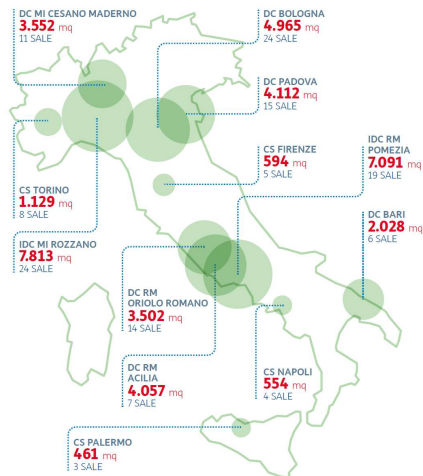 DC MI CESANO MADERNO
3.552 mq
11 SALE
DC BOLOGNA
4.965 mq
24 SALE
DC PADOVA
4.112 mq
15 SALE
CS FIRENZE
594 mq
5 SALE
IDC RM
POMEZIA
7.091 mq
19 SALE
CS TORINO
1.129 mq
8 SALE
DC BARI
2.028 mq
6 SALE
IDC MI ROZZANO
7.813 mq
24 SALE
DC RM
ORIOLO ROMANO
3.502 mq
14 SALE
DC RM
ACILIA
4.057 mq
7 SALE
CS NAPOLI
554 mq
4 SALE
CS PALERMO
461 mq
3 SALE